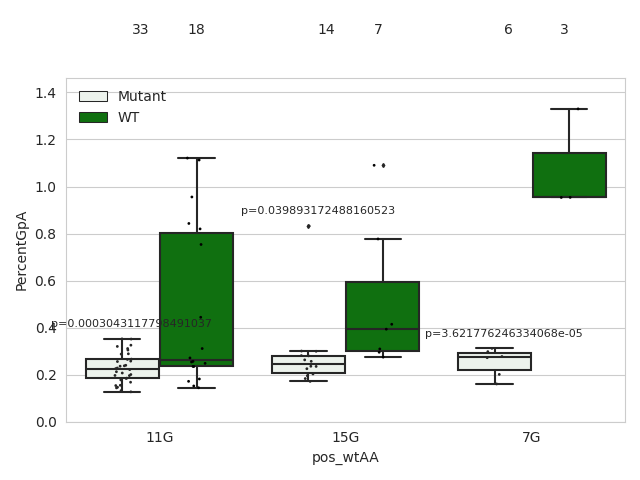 33 18 14 7 6 3
1.4
Mutant
WT
1.2
1.0
p=0.039893172488160523
0.8
0.6
p=0.0003043117798491037
p=3.621776246334068e-05
0.4
0.2
0.0
PercentGpA
11G 15G 7G
pos_wtAA